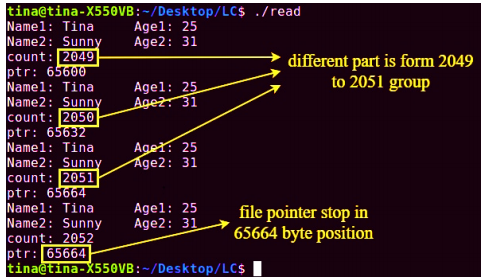 tina@tina-X550VB:~/Desktop/LC$ ./read
Name1: Tina Age1: 25
Name2: Sunny Age2: 31
count: 2049
ptr: 65600
Name1: Tina Age1: 25
Name2: Sunny Age2: 31
count: 2050
ptr: 65632
Name1: Tina Age1: 25
Name2: Sunny Age2: 31
count: 2051
ptr: 65664
Name1: Tina Age1: 25
Name2: Sunny Age2: 31
count: 2052
ptr: 65664
tina@tina-X550VB:~/Desktop/LC$
different part is form 2049
to 2051 group
file pointer stop in
65664 byte position